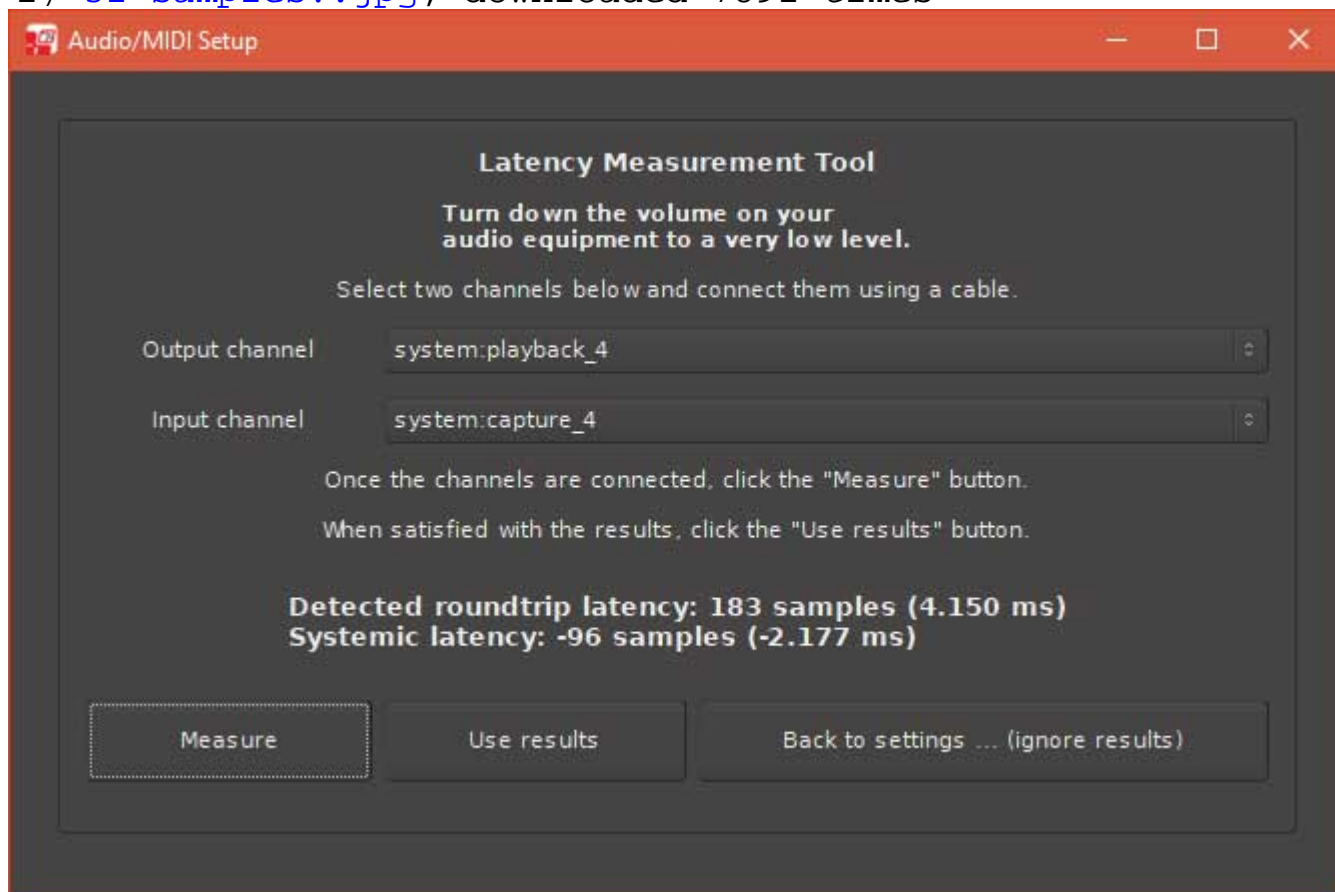 Audio/MIDI Setup
Latency Measurement Tool
Turn down the volume on your
audio equipment to a very low level.
Select two channels below and connect them using a cable.
Output channel system:playback_4
Input channel system:capture_4
Once the channels are connected, click the "Measure" button.
When satisfied with the results, click the "Use results" button.
Detected roundtrip latency: 183 samples (4.150 ms)
Systemic latency: -96 samples (-2.177 ms)
Measure Use results Back to settings ... (ignore results)